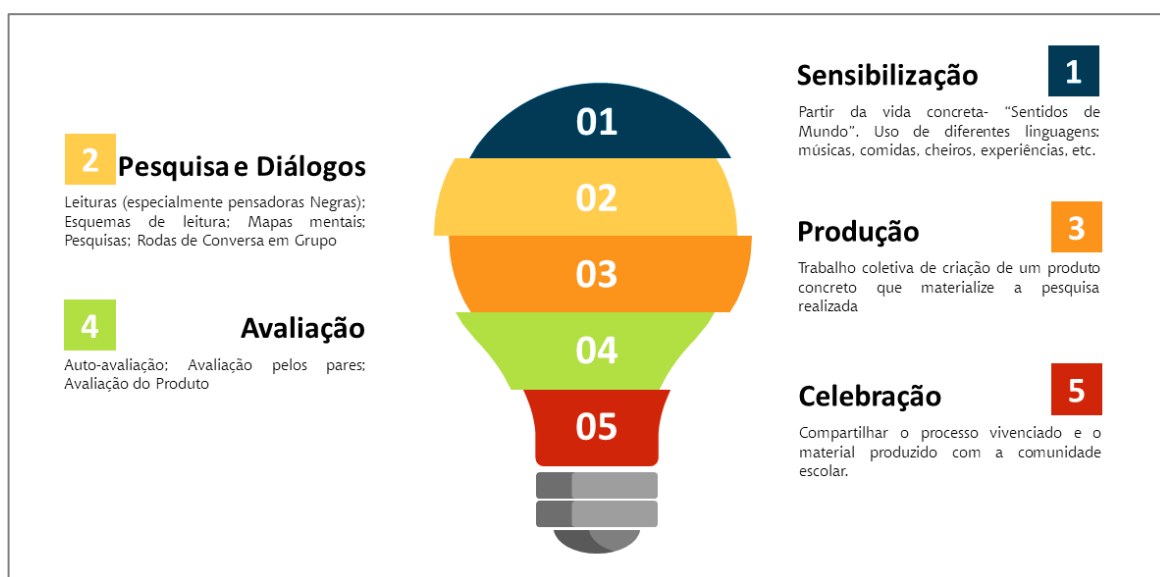 Sensibilização
1
Partir da vida concreta- “Sentidos de
Mundo”. Uso de diferentes linguagens:
músicas, comidas, cheiros, experiências, etc.
2
Pesquisa e Diálogos
Leituras (especialmente pensadoras Negras);
Esquemas de leitura; Mapas mentais;
Pesquisas; Rodas de Conversa em Grupo
Produção
3
Trabalho coletiva de criação de um produto
concreto que materialize a pesquisa
realizada
4
Avaliação
Auto-avaliação; Avaliação pelos pares;
Avaliação do Produto
Celebração
5
Compartilhar o processo vivenciado e o
material produzido com a comunidade
escolar.
01
02
03
04
05